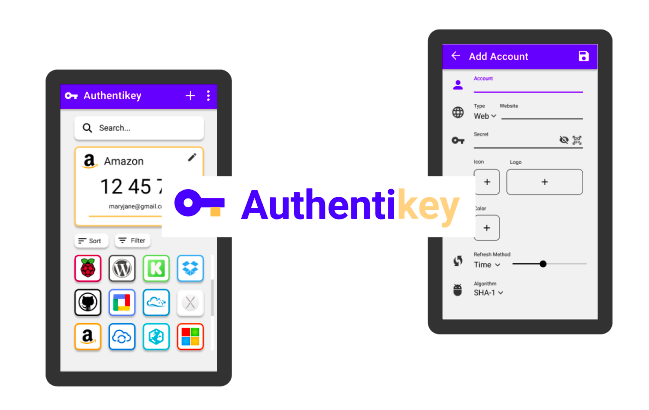 Authentikey
Search...
Amazon
12 45 7
maryjane@gmail.c
Sort
Filter
Authentikey
Add Account
Account
Type
Website
Web
Secret
Icon
Logo
Color
Refresh Method
Time
Algorithm
SHA-1